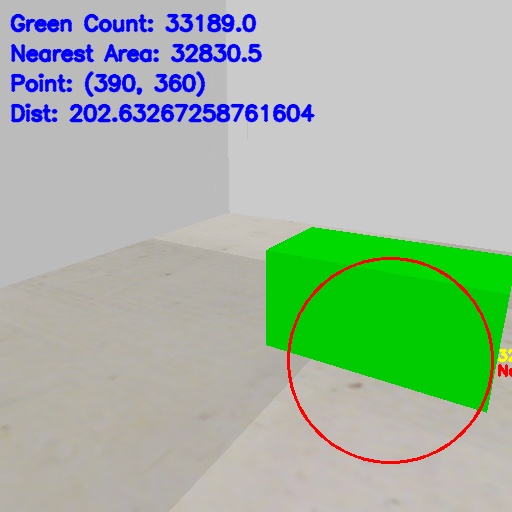 Green Count: 33189.0
Nearest Area: 32830.5
Point: (390, 360)
Dist: 202.63267258761604